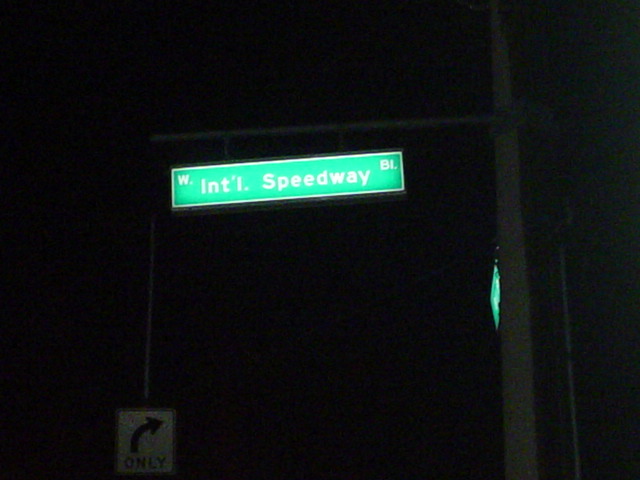 W. Int'l. Speedway Bl.
ONLY